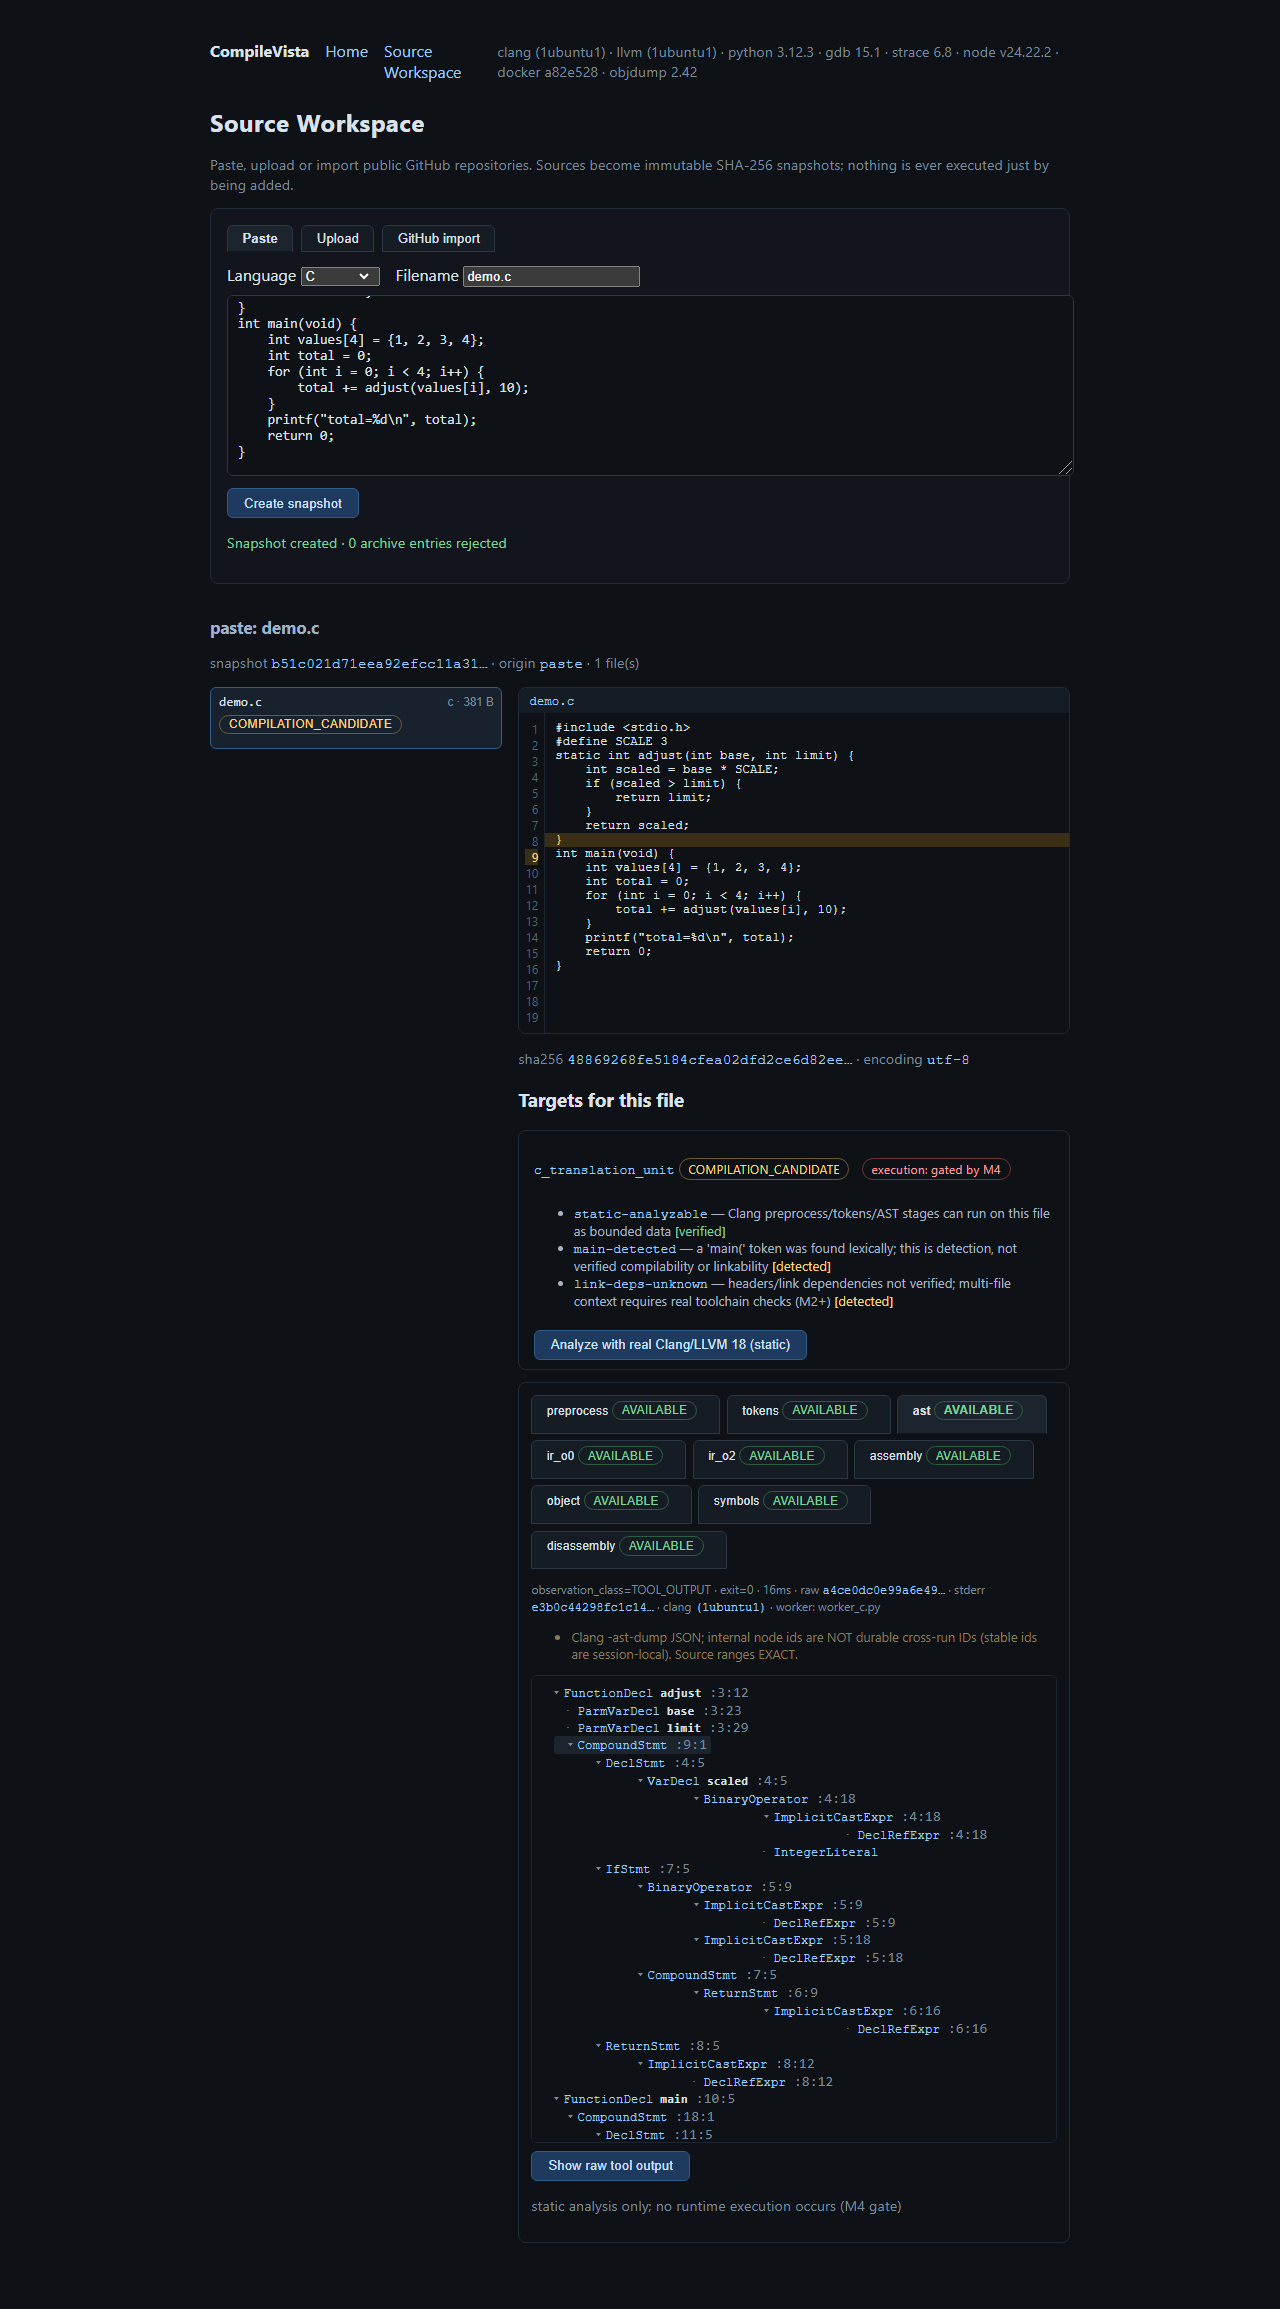 CompileVista Home Source Workspace
clang (1ubuntu1) · llvm (1ubuntu1) · python 3.12.3 · gdb 15.1 · strace 6.8 · node v24.22.2 ·
docker a82e528 · objdump 2.42
Source Workspace
Paste, upload or import public GitHub repositories. Sources become immutable SHA-256 snapshots; nothing is ever executed just by
being added.
Paste Upload GitHub import
Language C Filename demo.c
}
int main(void) {
    int values[4] = {1, 2, 3, 4};
    int total = 0;
    for (int i = 0; i < 4; i++) {
        total += adjust(values[i], 10);
    }
    printf("total=%d\n", total);
    return 0;
}
Create snapshot
Snapshot created · 0 archive entries rejected
paste: demo.c
snapshot b51c021d71eea92efcc11a31… · origin paste · 1 file(s)
demo.c c · 381 B
COMPILATION_CANDIDATE
demo.c
1
2
3
4
5
6
7
8
9
10
11
12
13
14
15
16
17
18
19
#include <stdio.h>
#define SCALE 3
static int adjust(int base, int limit) {
    int scaled = base * SCALE;
    if (scaled > limit) {
        return limit;
    }
    return scaled;
}
int main(void) {
    int values[4] = {1, 2, 3, 4};
    int total = 0;
    for (int i = 0; i < 4; i++) {
        total += adjust(values[i], 10);
    }
    printf("total=%d\n", total);
    return 0;
}
sha256 48869268fe5184cfea02dfd2ce6d82ee… · encoding utf-8
Targets for this file
c_translation_unit COMPILATION_CANDIDATE execution: gated by M4
• static-analyzable — Clang preprocess/tokens/AST stages can run on this file
as bounded data [verified]
• main-detected — a 'main(' token was found lexically; this is detection, not
verified compilability or linkability [detected]
• link-deps-unknown — headers/link dependencies not verified; multi-file
context requires real toolchain checks (M2+) [detected]
Analyze with real Clang/LLVM 18 (static)
preprocess AVAILABLE tokens AVAILABLE ast AVAILABLE
ir_o0 AVAILABLE ir_o2 AVAILABLE assembly AVAILABLE
object AVAILABLE symbols AVAILABLE
disassembly AVAILABLE
observation_class=TOOL_OUTPUT · exit=0 · 16ms · raw a4ce0dc0e99a6e49… · stderr
e3b0c44298fc1c14… · clang (1ubuntu1) · worker: worker_c.py
• Clang -ast-dump JSON; internal node ids are NOT durable cross-run IDs (stable ids
are session-local). Source ranges EXACT.
▾ FunctionDecl adjust :3:12
· ParmVarDecl base :3:23
· ParmVarDecl limit :3:29
▾ CompoundStmt :9:1
▾ DeclStmt :4:5
▾ VarDecl scaled :4:5
▾ BinaryOperator :4:18
▾ ImplicitCastExpr :4:18
· DeclRefExpr :4:18
· IntegerLiteral
▾ IfStmt :7:5
▾ BinaryOperator :5:9
▾ ImplicitCastExpr :5:9
· DeclRefExpr :5:9
▾ ImplicitCastExpr :5:18
· DeclRefExpr :5:18
▾ CompoundStmt :7:5
▾ ReturnStmt :6:9
▾ ImplicitCastExpr :6:16
· DeclRefExpr :6:16
▾ ReturnStmt :8:5
▾ ImplicitCastExpr :8:12
· DeclRefExpr :8:12
▾ FunctionDecl main :10:5
▾ CompoundStmt :18:1
▾ DeclStmt :11:5
Show raw tool output
static analysis only; no runtime execution occurs (M4 gate)